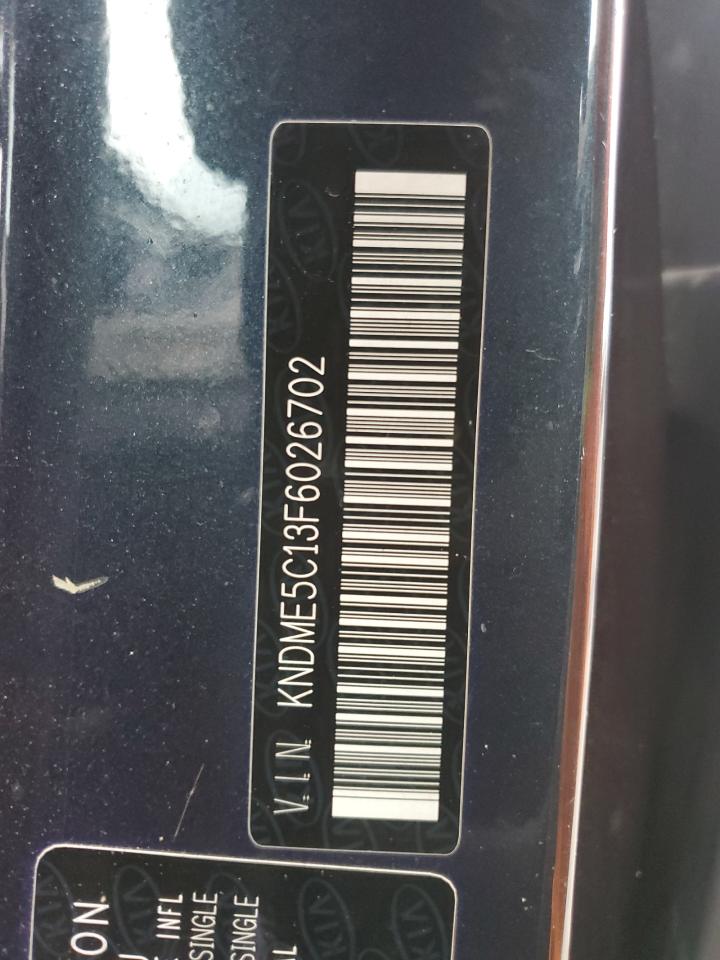 V.I.N. KNDME5C13F6026702
ON
INFL
SINGLE
SINGLE